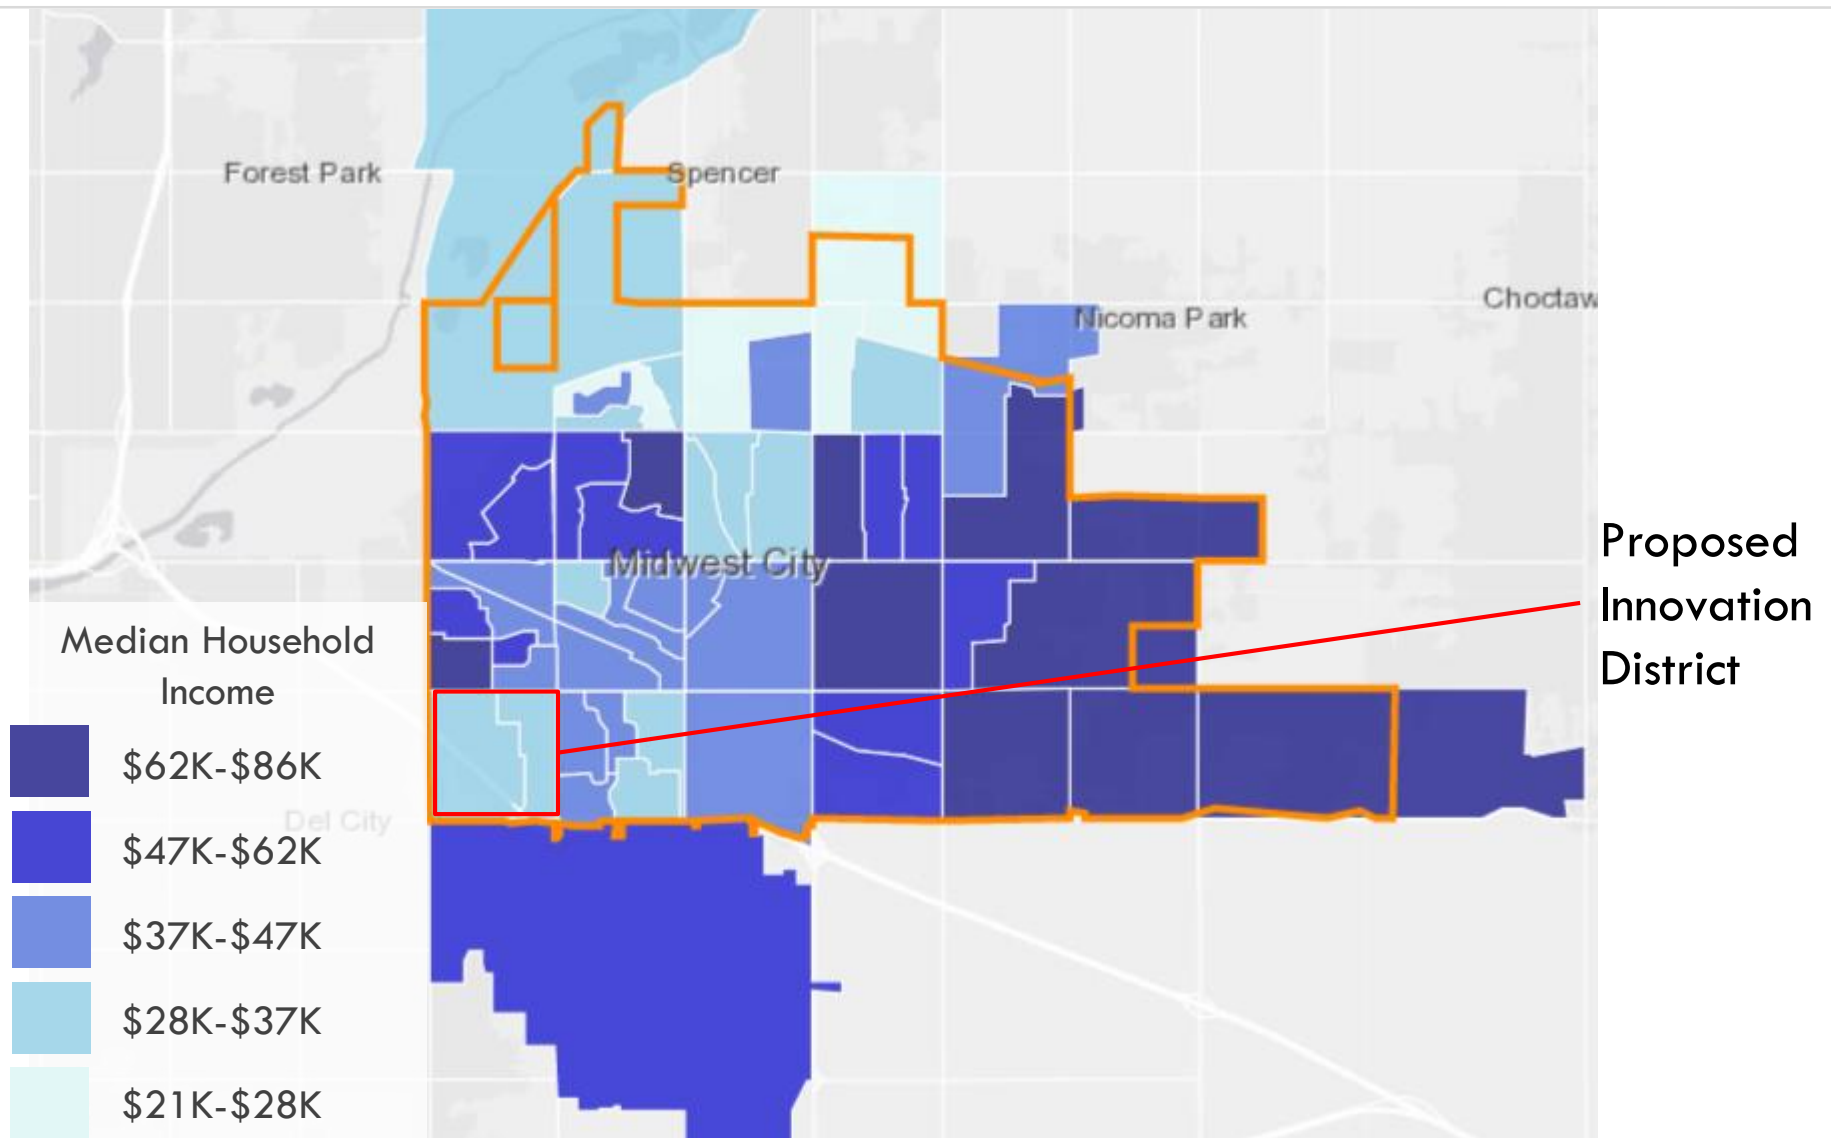 Forest Park
Spencer
Choctaw
Nicoma Park
Midwest City
Proposed
Innovation
District
Median Household
Income
$62K-$86K
Del City
$47K-$62K
$37K-$47K
$28K-$37K
$21K-$28K